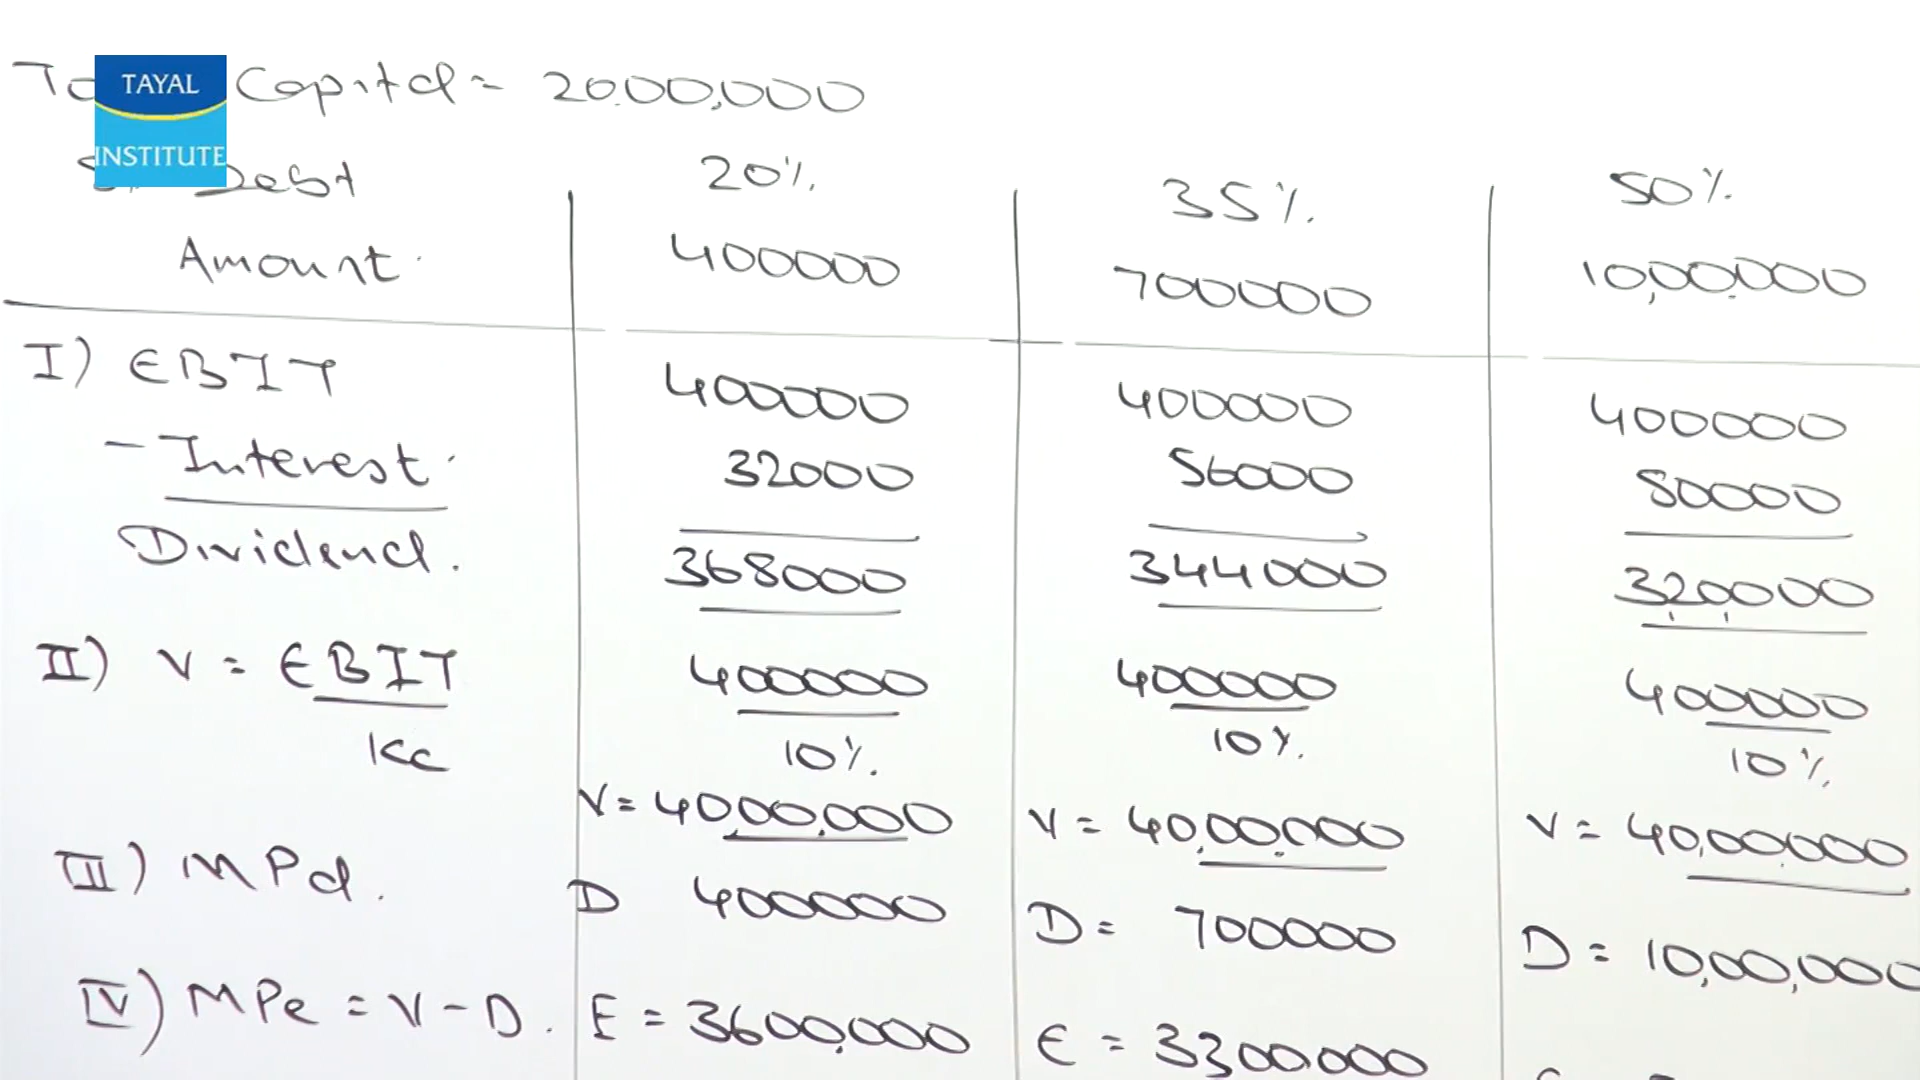 TAYAL
INSTITUTE
Capital = 20,00,000
Debt 20% 35% 50%
Amount 400000 700000 10,00,000
I) EBIT 400000 400000 400000
- Interest 32000 56000 80000
Dividend. 368000 344000 320000
II) V = EBIT 400000 400000 400000
Kc 10% 10% 10%
V = 40,00,000 V = 40,00,000 V = 40,00,000
III) MPd. D 400000 D = 700000 D = 10,00,000
IV) MPe = V - D. E = 3600,000 E = 3300000